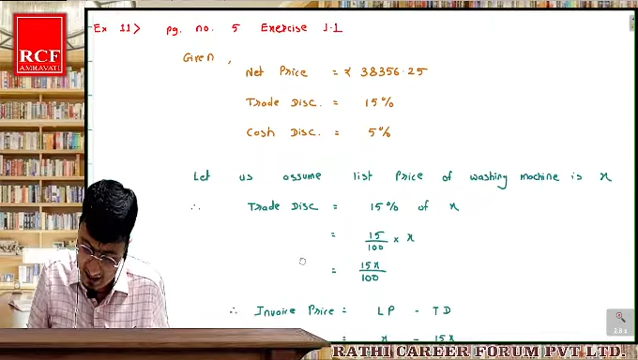 Ex 11> pg. no. 5 Exercise 1.1
RCF
AMRAVATI
Given,
Net Price = ₹ 38356.25
Trade Disc. = 15%
Cash Disc. = 5%
Let us assume list Price of washing machine is x
∴ Trade Disc = 15% of x
= 15/100 × x
= 15x/100
∴ Invoice Price = LP - TD
= x - 15x
RATHI CAREER FORUM PVT LTD.